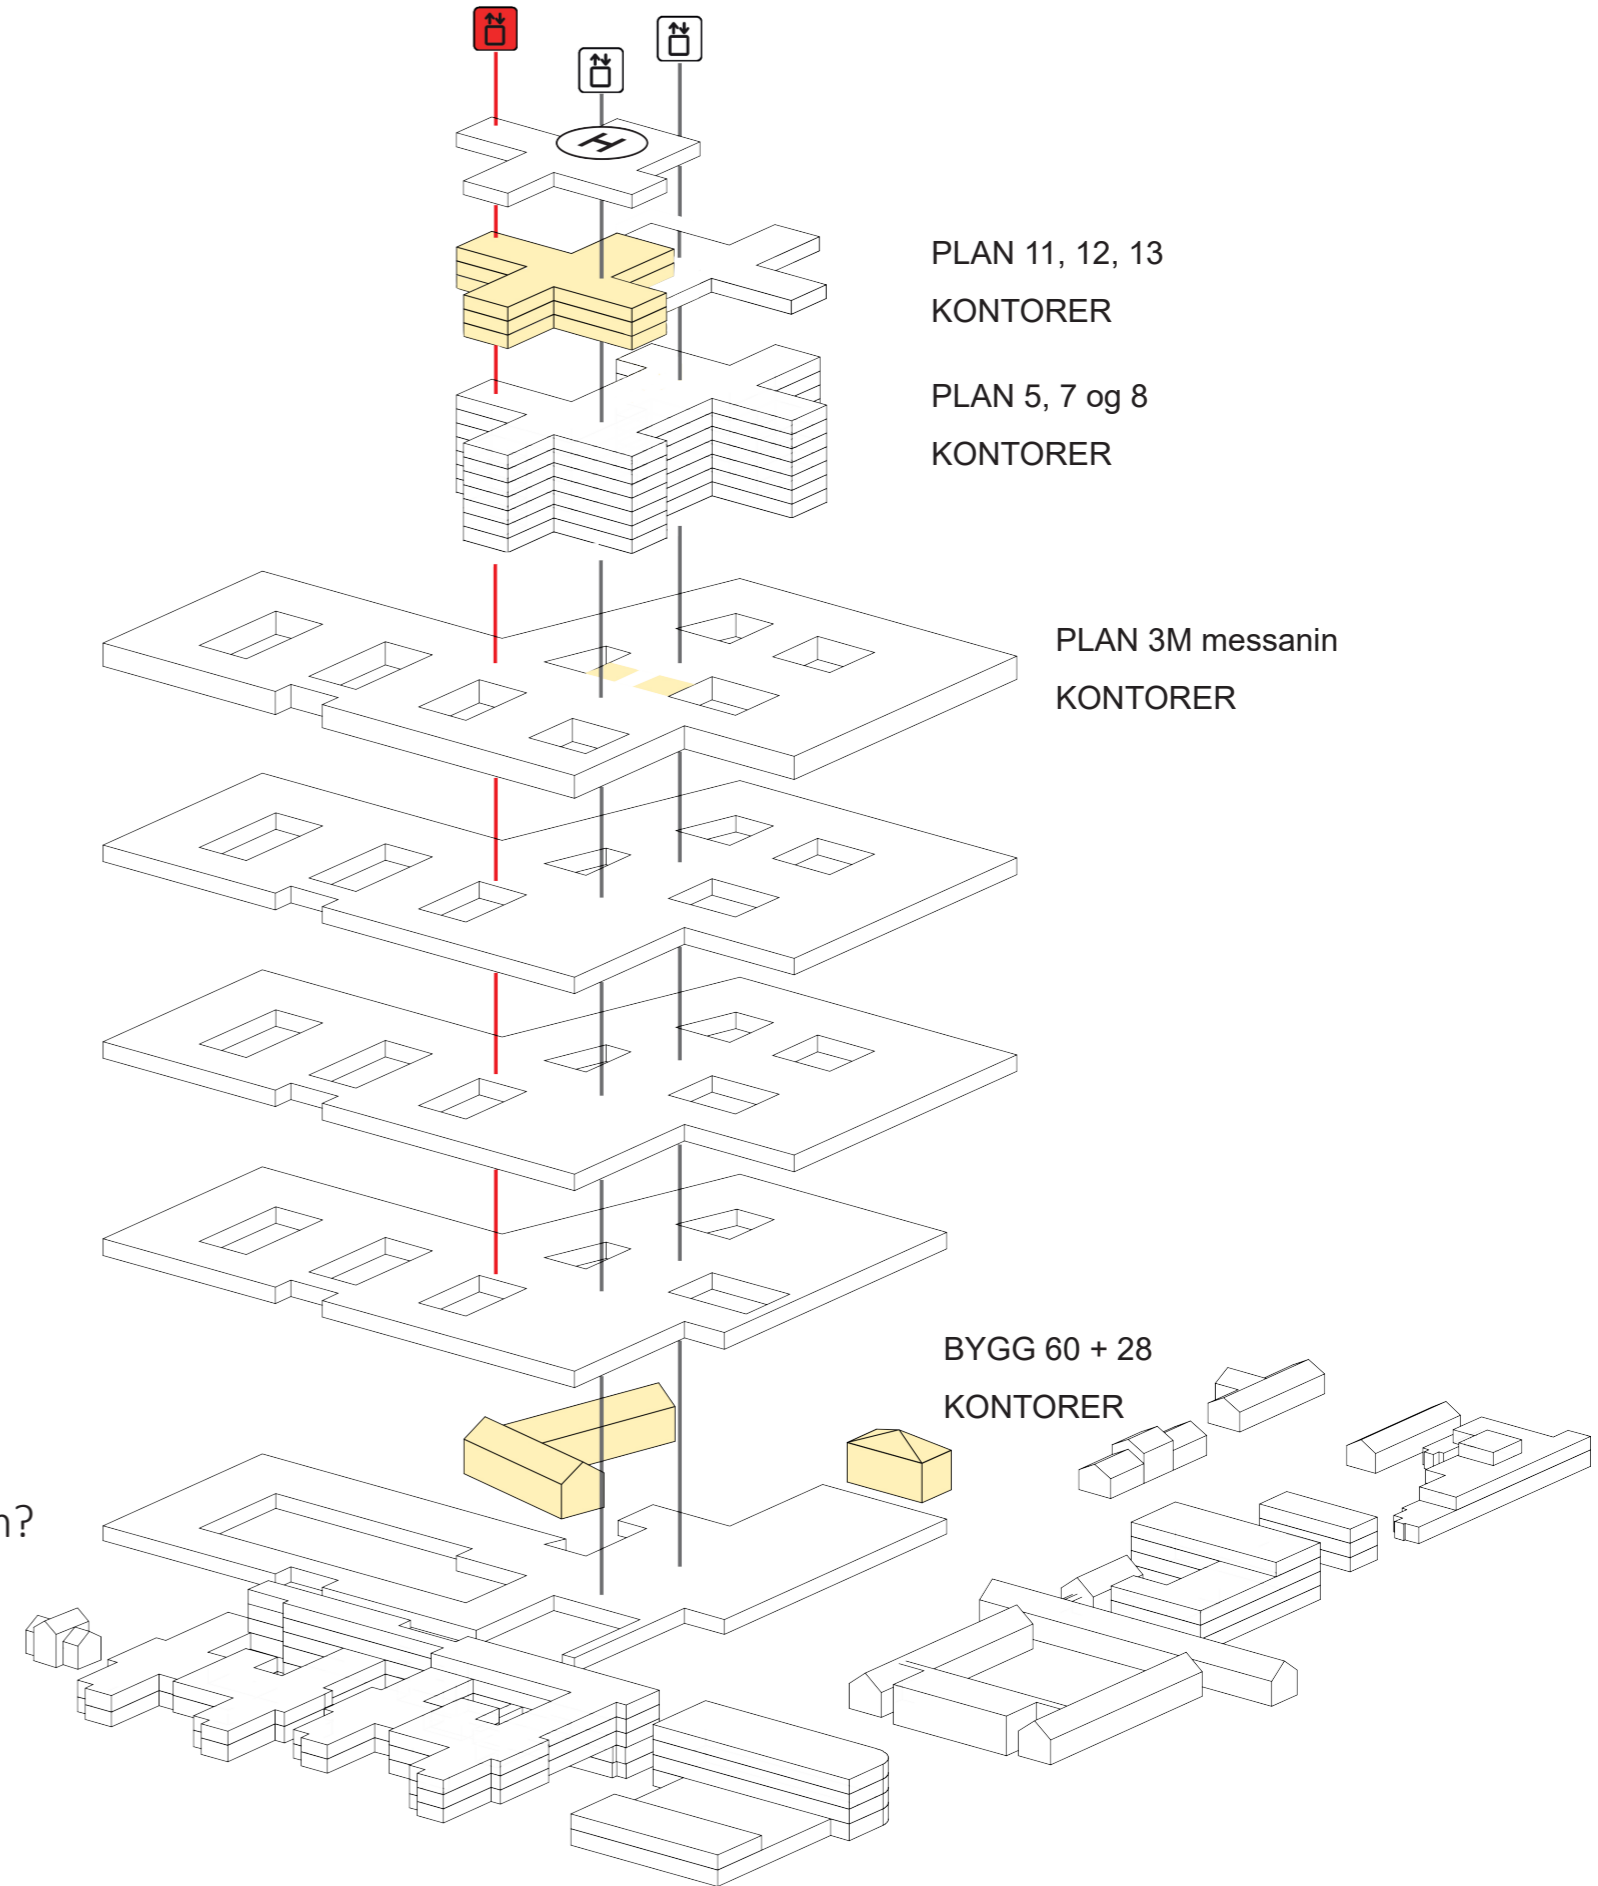 H
PLAN 11, 12, 13
KONTORER
PLAN 5, 7 og 8
KONTORER
PLAN 3M messanin
KONTORER
BYGG 60 + 28
KONTORER
n?